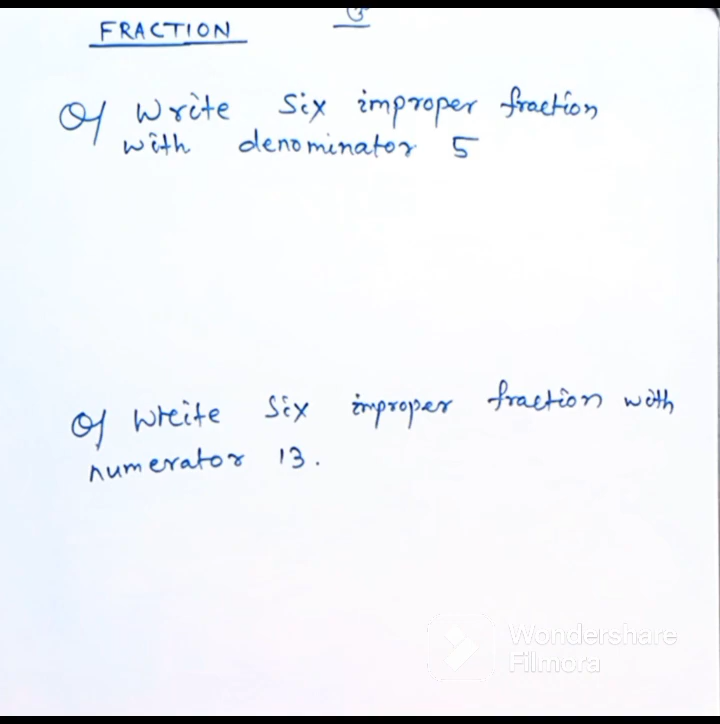 FRACTION
Q) Write Six improper fraction
with denominator 5
Q) Wreite Six improper fraction with
numerator 13.
Wondershare
Filmora